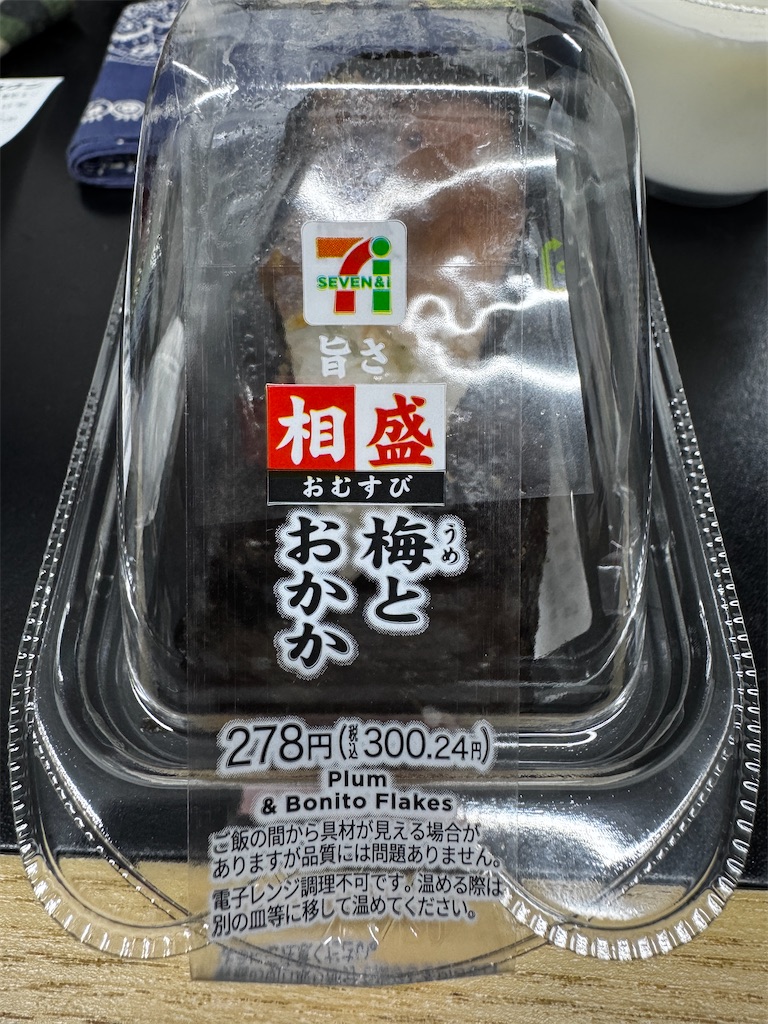 7i
SEVEN&i
旨さ
相盛
おむすび
梅と
うめ
おかか
278円(税込300.24円)
Plum
& Bonito Flakes
ご飯の間から具材が見える場合が
ありますが品質には問題ありません。
電子レンジ調理不可です。温める際は
別の皿等に移して温めてください。